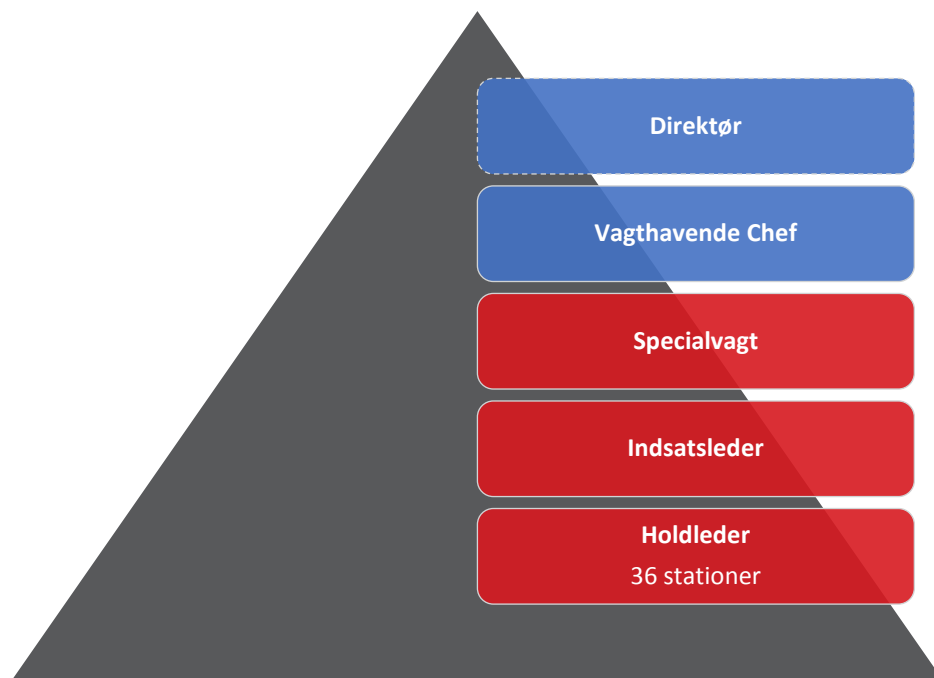 Direktør
Vagthavende Chef
Specialvagt
Indsatsleder
Holdleder
36 stationer